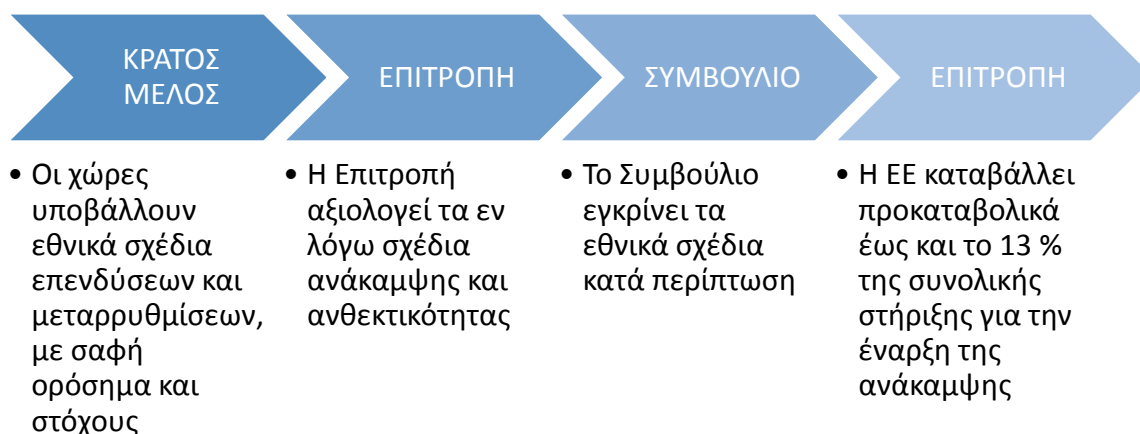 ΚΡΑΤΟΣ
ΜΕΛΟΣ
• Οι χώρες
υποβάλλουν
εθνικά σχέδια
επενδύσεων και
μεταρρυθμίσεων,
με σαφή
ορόσημα και
στόχους
ΕΠΙΤΡΟΠΗ
• Η Επιτροπή
αξιολογεί τα εν
λόγω σχέδια
ανάκαμψης και
ανθεκτικότητας
ΣΥΜΒΟΥΛΙΟ
• Το Συμβούλιο
εγκρίνει τα
εθνικά σχέδια
κατά περίπτωση
ΕΠΙΤΡΟΠΗ
• Η ΕΕ καταβάλλει
προκαταβολικά
έως και το 13 %
της συνολικής
στήριξης για την
έναρξη της
ανάκαμψης